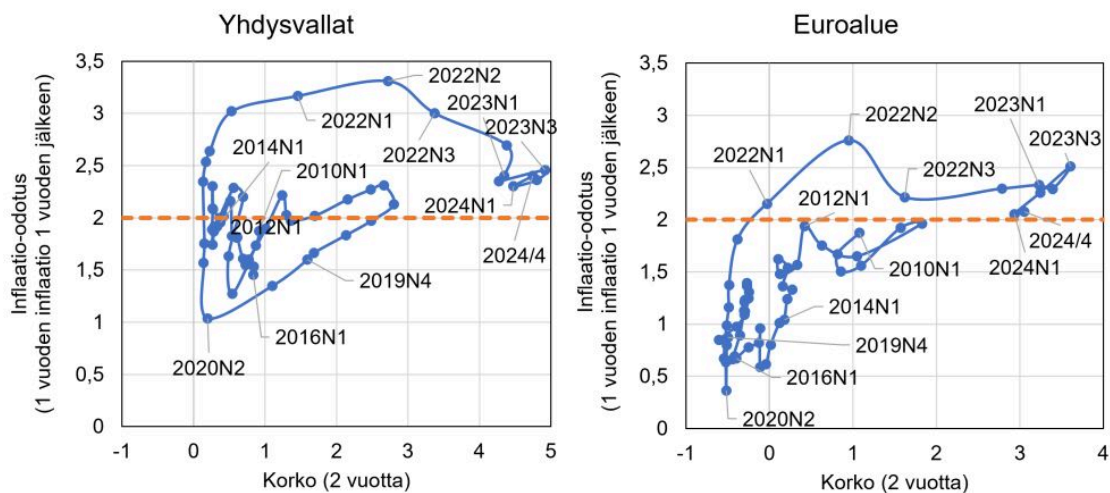 Yhdysvallat
Inflaatio-odotus
(1 vuoden inflaatio 1 vuoden jälkeen)
3,5
3
2,5
2
1,5
1
0,5
0
-1
0
1
2
3
4
5
Korko (2 vuotta)
2022N2
2023N1
2022N1
2023N3
2014N1
2022N3
2010N1
2024N1
2012N1
2024/4
2019N4
2016N1
2020N2
Euroalue
Inflaatio-odotus
(1 vuoden inflaatio 1 vuoden jälkeen)
3,5
3
2,5
2
1,5
1
0,5
0
-1
0
1
2
3
4
Korko (2 vuotta)
2022N2
2023N1
2023N3
2022N1
2022N3
2012N1
2024/4
2010N1
2024N1
2014N1
2019N4
2016N1
2020N2